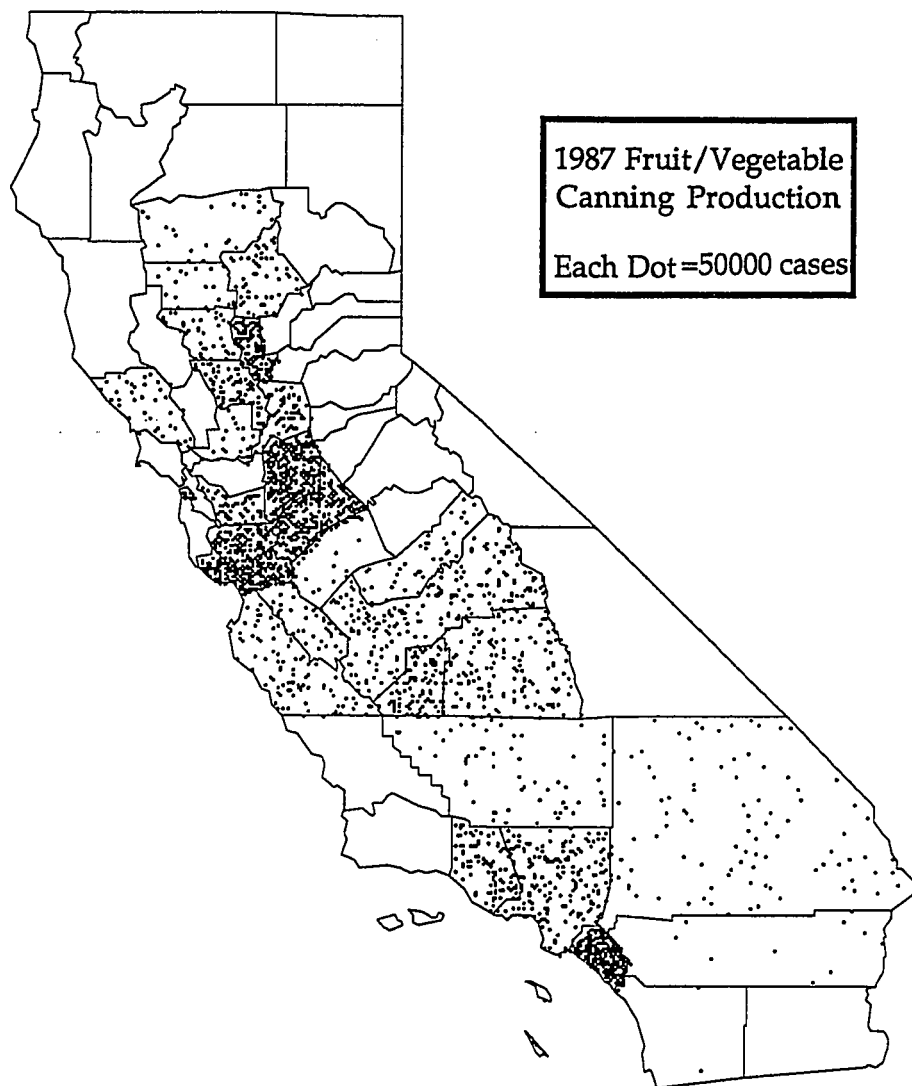 1987 Fruit/Vegetable
Canning Production
Each Dot=50000 cases